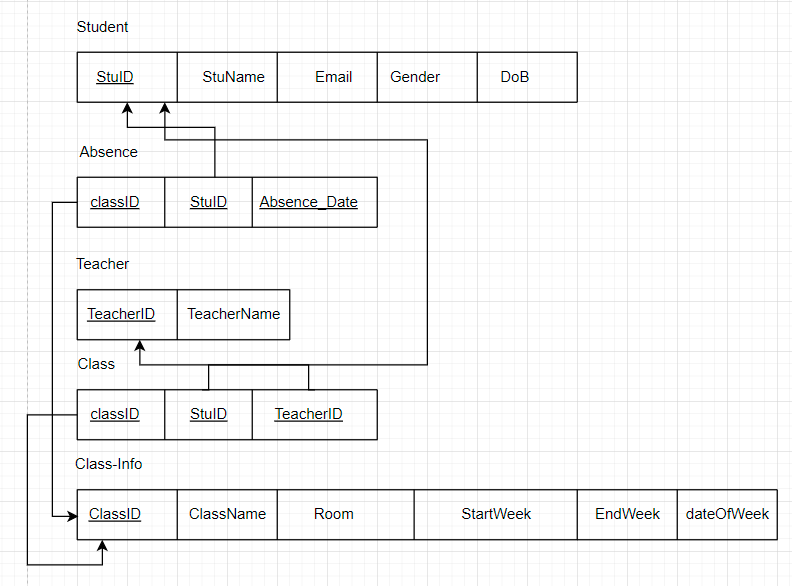 Student
StuID StuName Email Gender DoB
Absence
classID StuID Absence_Date
Teacher
TeacherID TeacherName
Class
classID StuID TeacherID
Class-Info
ClassID ClassName Room StartWeek EndWeek dateOfWeek